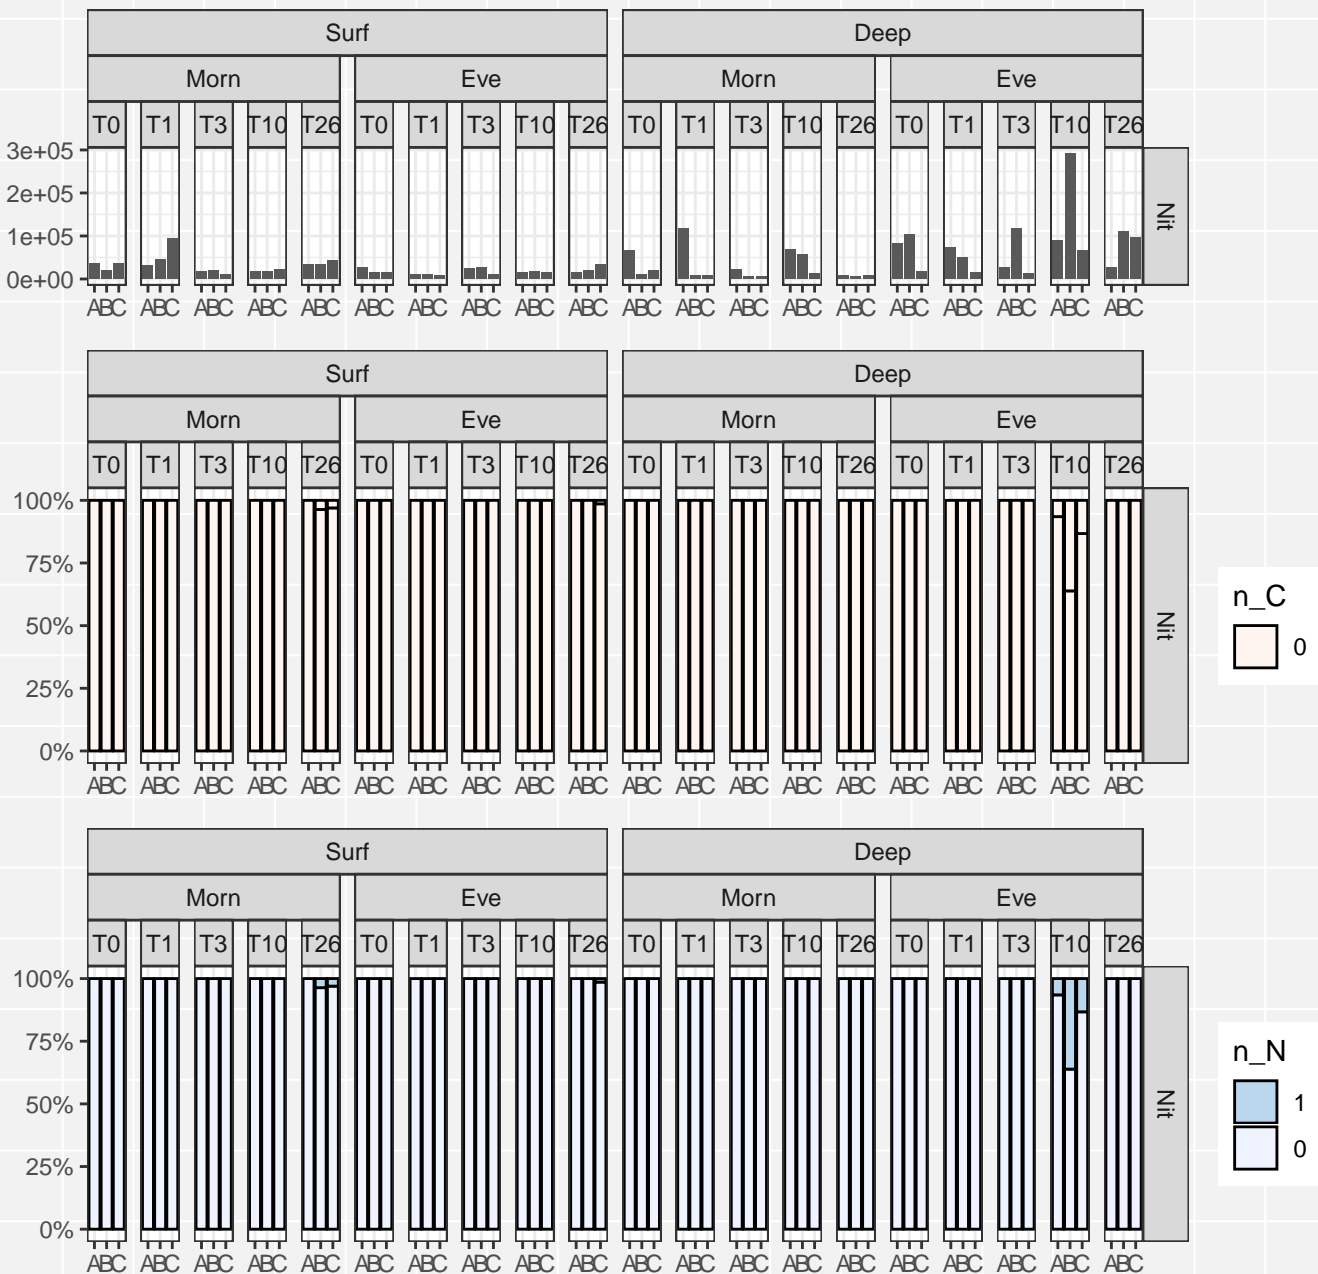 Surf Deep
Morn Eve Morn Eve
T0 T1 T3 T10 T26 T0 T1 T3 T10 T26 T0 T1 T3 T10 T26 T0 T1 T3 T10 T26
3e+05
2e+05
1e+05
0e+00
Nit
ABC ABC ABC ABC ABC ABC ABC ABC ABC ABC ABC ABC ABC ABC ABC ABC ABC ABC ABC ABC
Surf Deep
Morn Eve Morn Eve
T0 T1 T3 T10 T26 T0 T1 T3 T10 T26 T0 T1 T3 T10 T26 T0 T1 T3 T10 T26
100%
75%
50%
25%
0%
Nit
ABC ABC ABC ABC ABC ABC ABC ABC ABC ABC ABC ABC ABC ABC ABC ABC ABC ABC ABC ABC
n_C
0
Surf Deep
Morn Eve Morn Eve
T0 T1 T3 T10 T26 T0 T1 T3 T10 T26 T0 T1 T3 T10 T26 T0 T1 T3 T10 T26
100%
75%
50%
25%
0%
Nit
ABC ABC ABC ABC ABC ABC ABC ABC ABC ABC ABC ABC ABC ABC ABC ABC ABC ABC ABC ABC
n_N
1
0